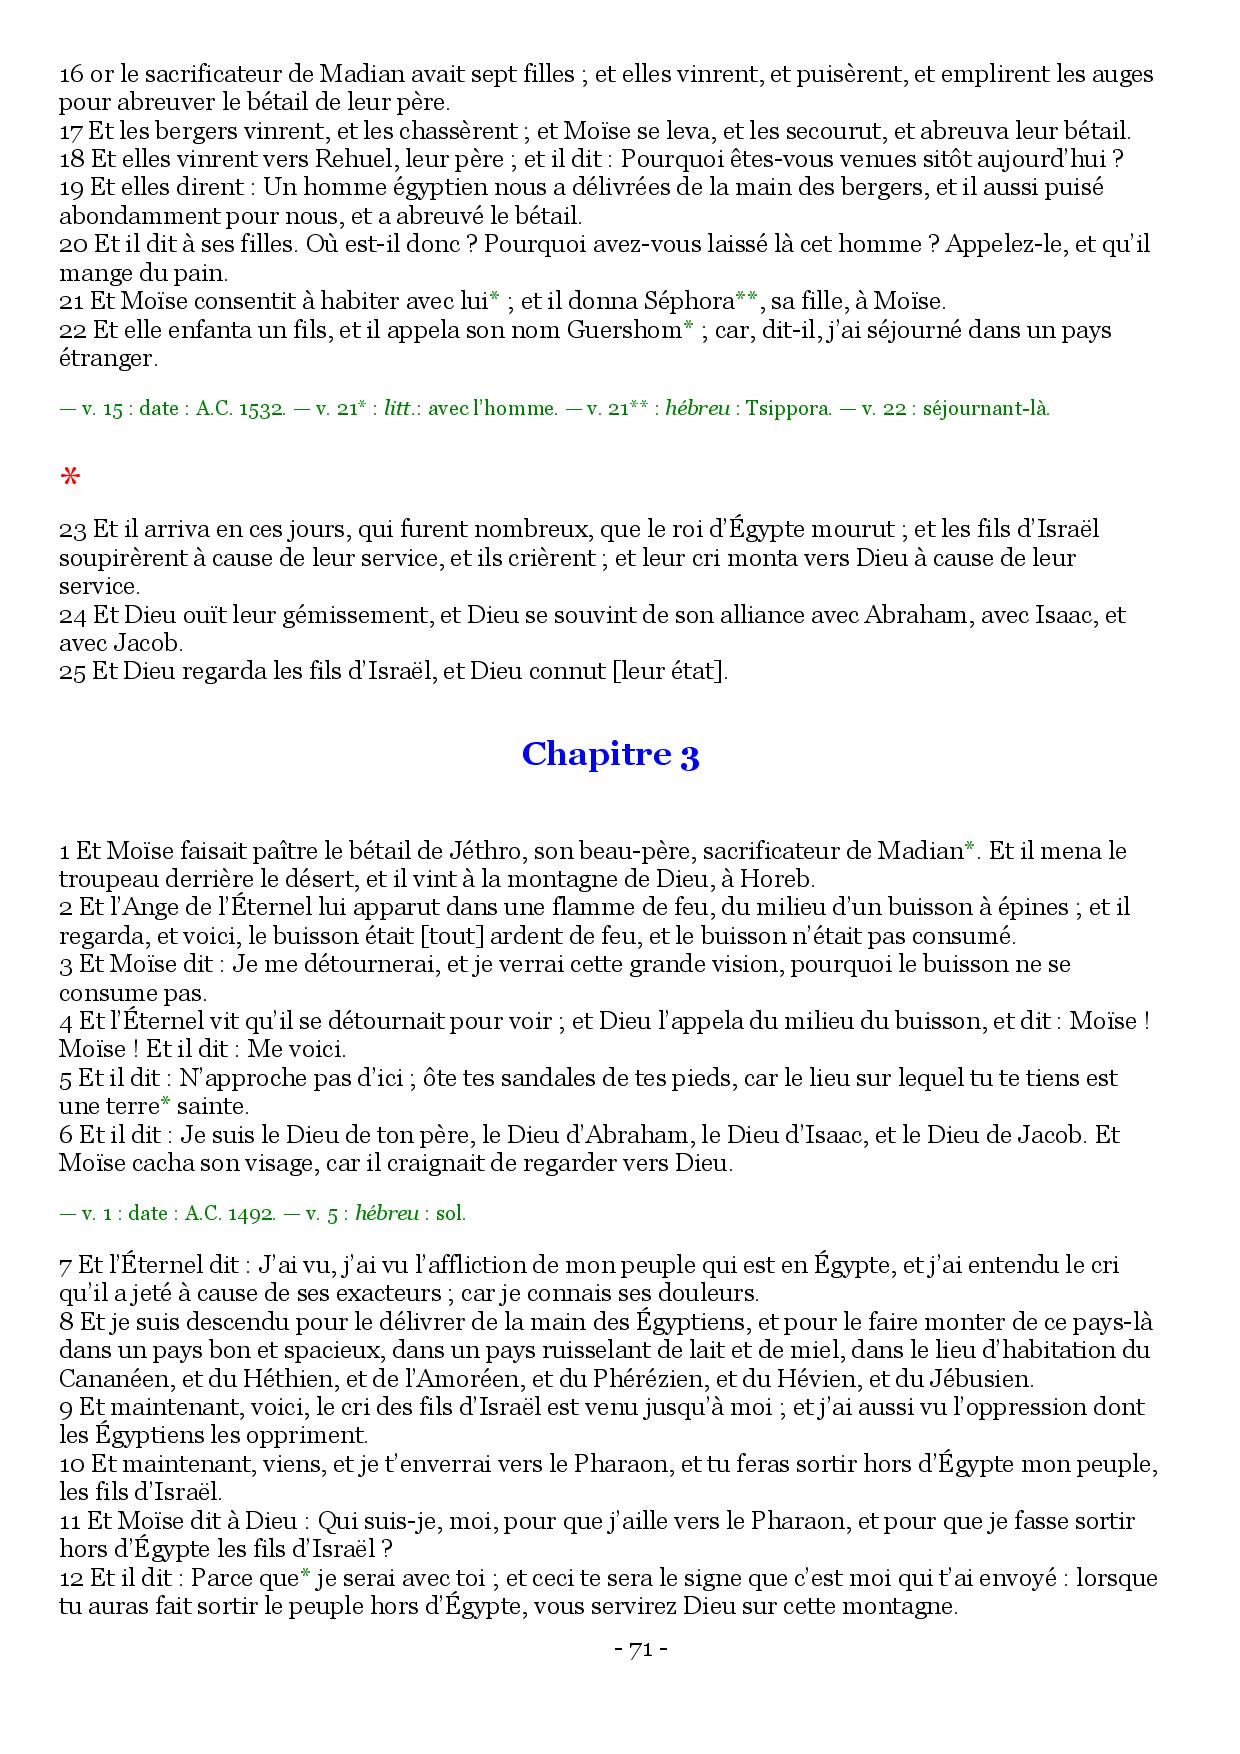 16 or le sacrificateur de Madian avait sept filles ; et elles vinrent, et puisèrent, et emplirent les auges
pour abreuver le bétail de leur père.
17 Et les bergers vinrent, et les chassèrent ; et Moïse se leva, et les secourut, et abreuva leur bétail.
18 Et elles vinrent vers Rehuel, leur père ; et il dit : Pourquoi êtes-vous venues sitôt aujourd’hui ?
19 Et elles dirent : Un homme égyptien nous a délivrées de la main des bergers, et il aussi puisé
abondamment pour nous, et a abreuvé le bétail.
20 Et il dit à ses filles. Où est-il donc ? Pourquoi avez-vous laissé là cet homme ? Appelez-le, et qu’il
mange du pain.
21 Et Moïse consentit à habiter avec lui* ; et il donna Séphora**, sa fille, à Moïse.
22 Et elle enfanta un fils, et il appela son nom Guershom* ; car, dit-il, j’ai séjourné dans un pays
étranger.
— v. 15 : date : A.C. 1532. — v. 21* : litt.: avec l’homme. — v. 21** : hébreu : Tsippora. — v. 22 : séjournant-là.
*
23 Et il arriva en ces jours, qui furent nombreux, que le roi d’Égypte mourut ; et les fils d’Israël
soupirèrent à cause de leur service, et ils crièrent ; et leur cri monta vers Dieu à cause de leur
service.
24 Et Dieu ouït leur gémissement, et Dieu se souvint de son alliance avec Abraham, avec Isaac, et
avec Jacob.
25 Et Dieu regarda les fils d’Israël, et Dieu connut [leur état].
Chapitre 3
1 Et Moïse faisait paître le bétail de Jéthro, son beau-père, sacrificateur de Madian*. Et il mena le
troupeau derrière le désert, et il vint à la montagne de Dieu, à Horeb.
2 Et l’Ange de l’Éternel lui apparut dans une flamme de feu, du milieu d’un buisson à épines ; et il
regarda, et voici, le buisson était [tout] ardent de feu, et le buisson n’était pas consumé.
3 Et Moïse dit : Je me détournerai, et je verrai cette grande vision, pourquoi le buisson ne se
consume pas.
4 Et l’Éternel vit qu’il se détournait pour voir ; et Dieu l’appela du milieu du buisson, et dit : Moïse !
Moïse ! Et il dit : Me voici.
5 Et il dit : N’approche pas d’ici ; ôte tes sandales de tes pieds, car le lieu sur lequel tu te tiens est
une terre* sainte.
6 Et il dit : Je suis le Dieu de ton père, le Dieu d’Abraham, le Dieu d’Isaac, et le Dieu de Jacob. Et
Moïse cacha son visage, car il craignait de regarder vers Dieu.
— v. 1 : date : A.C. 1492. — v. 5 : hébreu : sol.
7 Et l’Éternel dit : J’ai vu, j’ai vu l’affliction de mon peuple qui est en Égypte, et j’ai entendu le cri
qu’il a jeté à cause de ses exacteurs ; car je connais ses douleurs.
8 Et je suis descendu pour le délivrer de la main des Égyptiens, et pour le faire monter de ce pays-là
dans un pays bon et spacieux, dans un pays ruisselant de lait et de miel, dans le lieu d’habitation du
Cananéen, et du Héthien, et de l’Amoréen, et du Phérézien, et du Hévien, et du Jébusien.
9 Et maintenant, voici, le cri des fils d’Israël est venu jusqu’à moi ; et j’ai aussi vu l’oppression dont
les Égyptiens les oppriment.
10 Et maintenant, viens, et je t’enverrai vers le Pharaon, et tu feras sortir hors d’Égypte mon peuple,
les fils d’Israël.
11 Et Moïse dit à Dieu : Qui suis-je, moi, pour que j’aille vers le Pharaon, et pour que je fasse sortir
hors d’Égypte les fils d’Israël ?
12 Et il dit : Parce que* je serai avec toi ; et ceci te sera le signe que c’est moi qui t’ai envoyé : lorsque
tu auras fait sortir le peuple hors d’Égypte, vous servirez Dieu sur cette montagne.
- 71 -